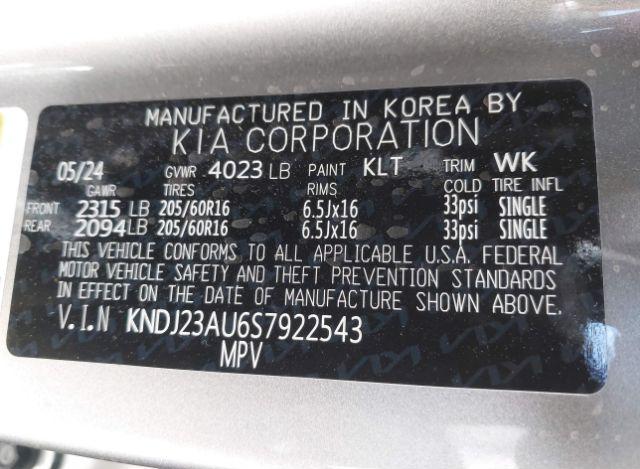 MANUFACTURED IN KOREA BY
KIA CORPORATION
05/24 GVWR 4023 LB PAINT KLT TRIM WK
GAWR TIRES RIMS COLD TIRE INFL
FRONT 2315 LB 205/60R16 6.5Jx16 33psi SINGLE
REAR 2094 LB 205/60R16 6.5Jx16 33psi SINGLE
THIS VEHICLE CONFORMS TO ALL APPLICABLE U.S.A. FEDERAL
MOTOR VEHICLE SAFETY AND THEFT PREVENTION STANDARDS
IN EFFECT ON THE DATE OF MANUFACTURE SHOWN ABOVE.
V.I.N KNDJ23AU6S7922543
MPV